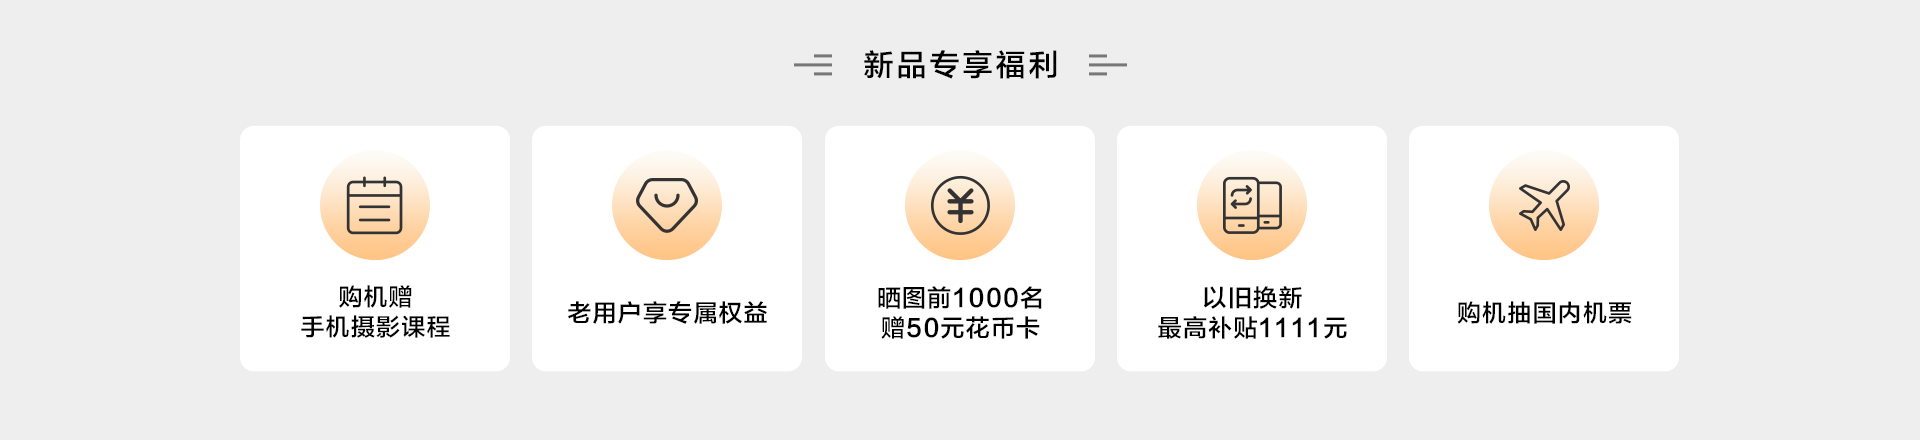 新品专享福利
购机赠
手机摄影课程
老用户享专属权益
晒图前1000名
赠50元花币卡
以旧换新
最高补贴1111元
购机抽国内机票